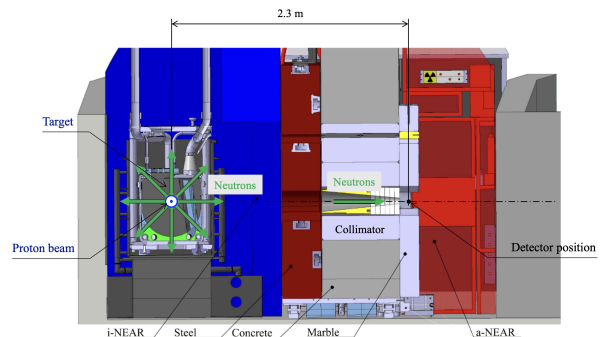 2.3 m
Target
Neutrons
Neutrons
Collimator
Proton beam
Detector position
i-NEAR
Steel
Concrete
Marble
a-NEAR